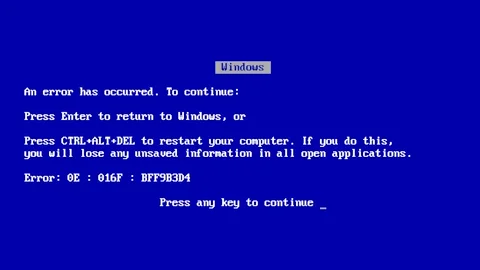 Windows
An error has occurred. To continue:
Press Enter to return to Windows, or
Press CTRL+ALT+DEL to restart your computer. If you do this,
you will lose any unsaved information in all open applications.
Error: 0E : 016F : BFF9B3D4
Press any key to continue _